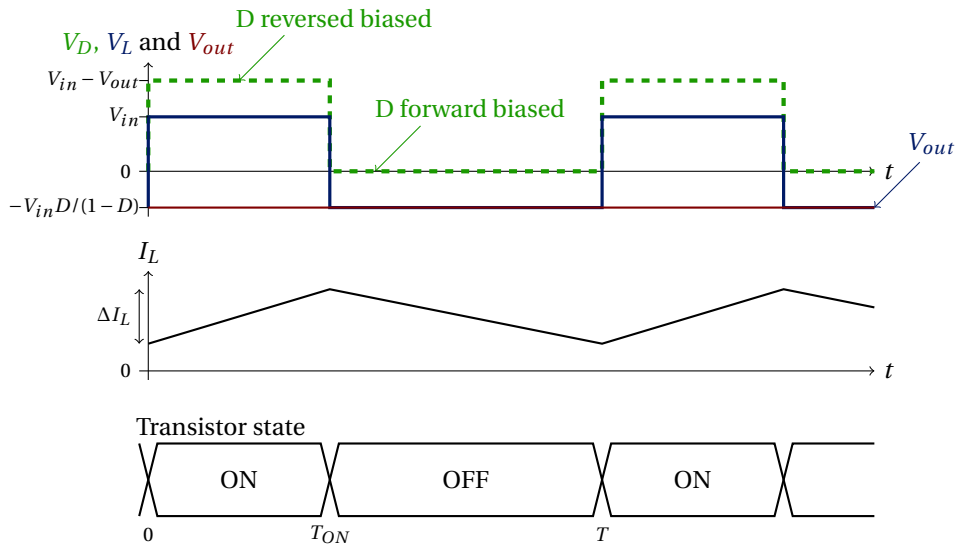 D reversed biased
V_D, V_L and V_out
V_in − V_out
D forward biased
V_in
V_out
0
t
−V_in D/(1 − D)
I_L
ΔI_L
0
t
Transistor state
ON OFF ON
0 T_ON T